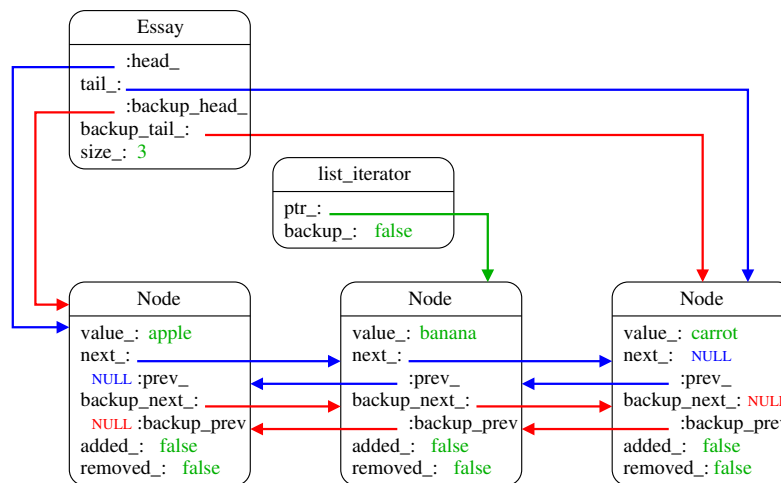 Essay
:head_
tail_:
:backup_head_
backup_tail_:
size_: 3
list_iterator
ptr_:
backup_: false
Node
value_: apple
next_:
NULL :prev_
backup_next_:
NULL :backup_prev
added_: false
removed_: false
Node
value_: banana
next_:
:prev_
backup_next_:
:backup_prev
added_: false
removed_: false
Node
value_: carrot
next_: NULL
:prev_
backup_next_: NULL
:backup_prev
added_: false
removed_: false